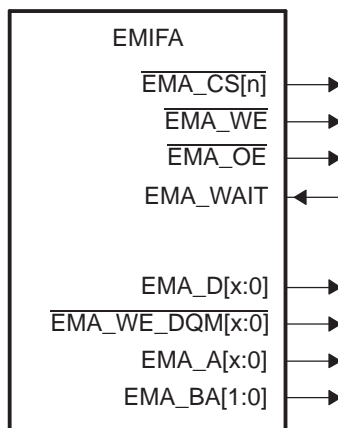 EMIFA
EMA_CS[n]
EMA_WE
EMA_OE
EMA_WAIT
EMA_D[x:0]
EMA_WE_DQM[x:0]
EMA_A[x:0]
EMA_BA[1:0]